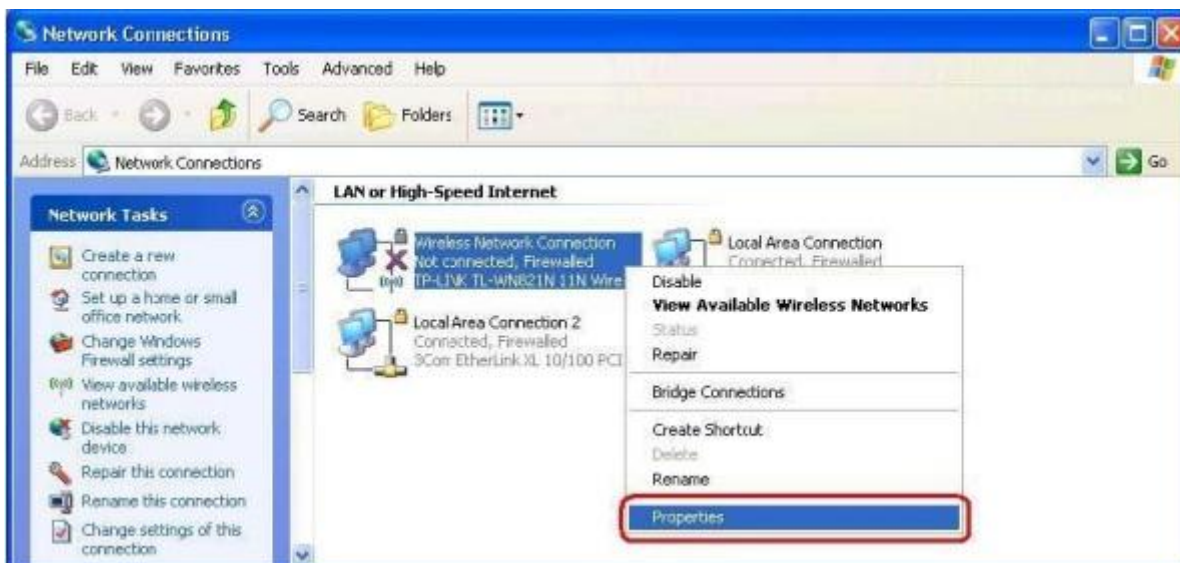 Network Connections
File Edit View Favorites Tools Advanced Help
Back Search Folders
Address Network Connections Go
Network Tasks
Create a new
connection
Set up a home or small
office network
Change Windows
Firewall settings
View available wireless
networks
Disable this network
device
Repair this connection
Rename this connection
Change settings of this
connection
LAN or High-Speed Internet
Wireless Network Connection
Not connected, Firewalled
TP-LINK TL-WN821N 11N Wire
Local Area Connection
Connected, Firewalled
Local Area Connection 2
Connected, Firewalled
3Com EtherLink XL 10/100 PCI
Disable
View Available Wireless Networks
Status
Repair
Bridge Connections
Create Shortcut
Delete
Rename
Properties